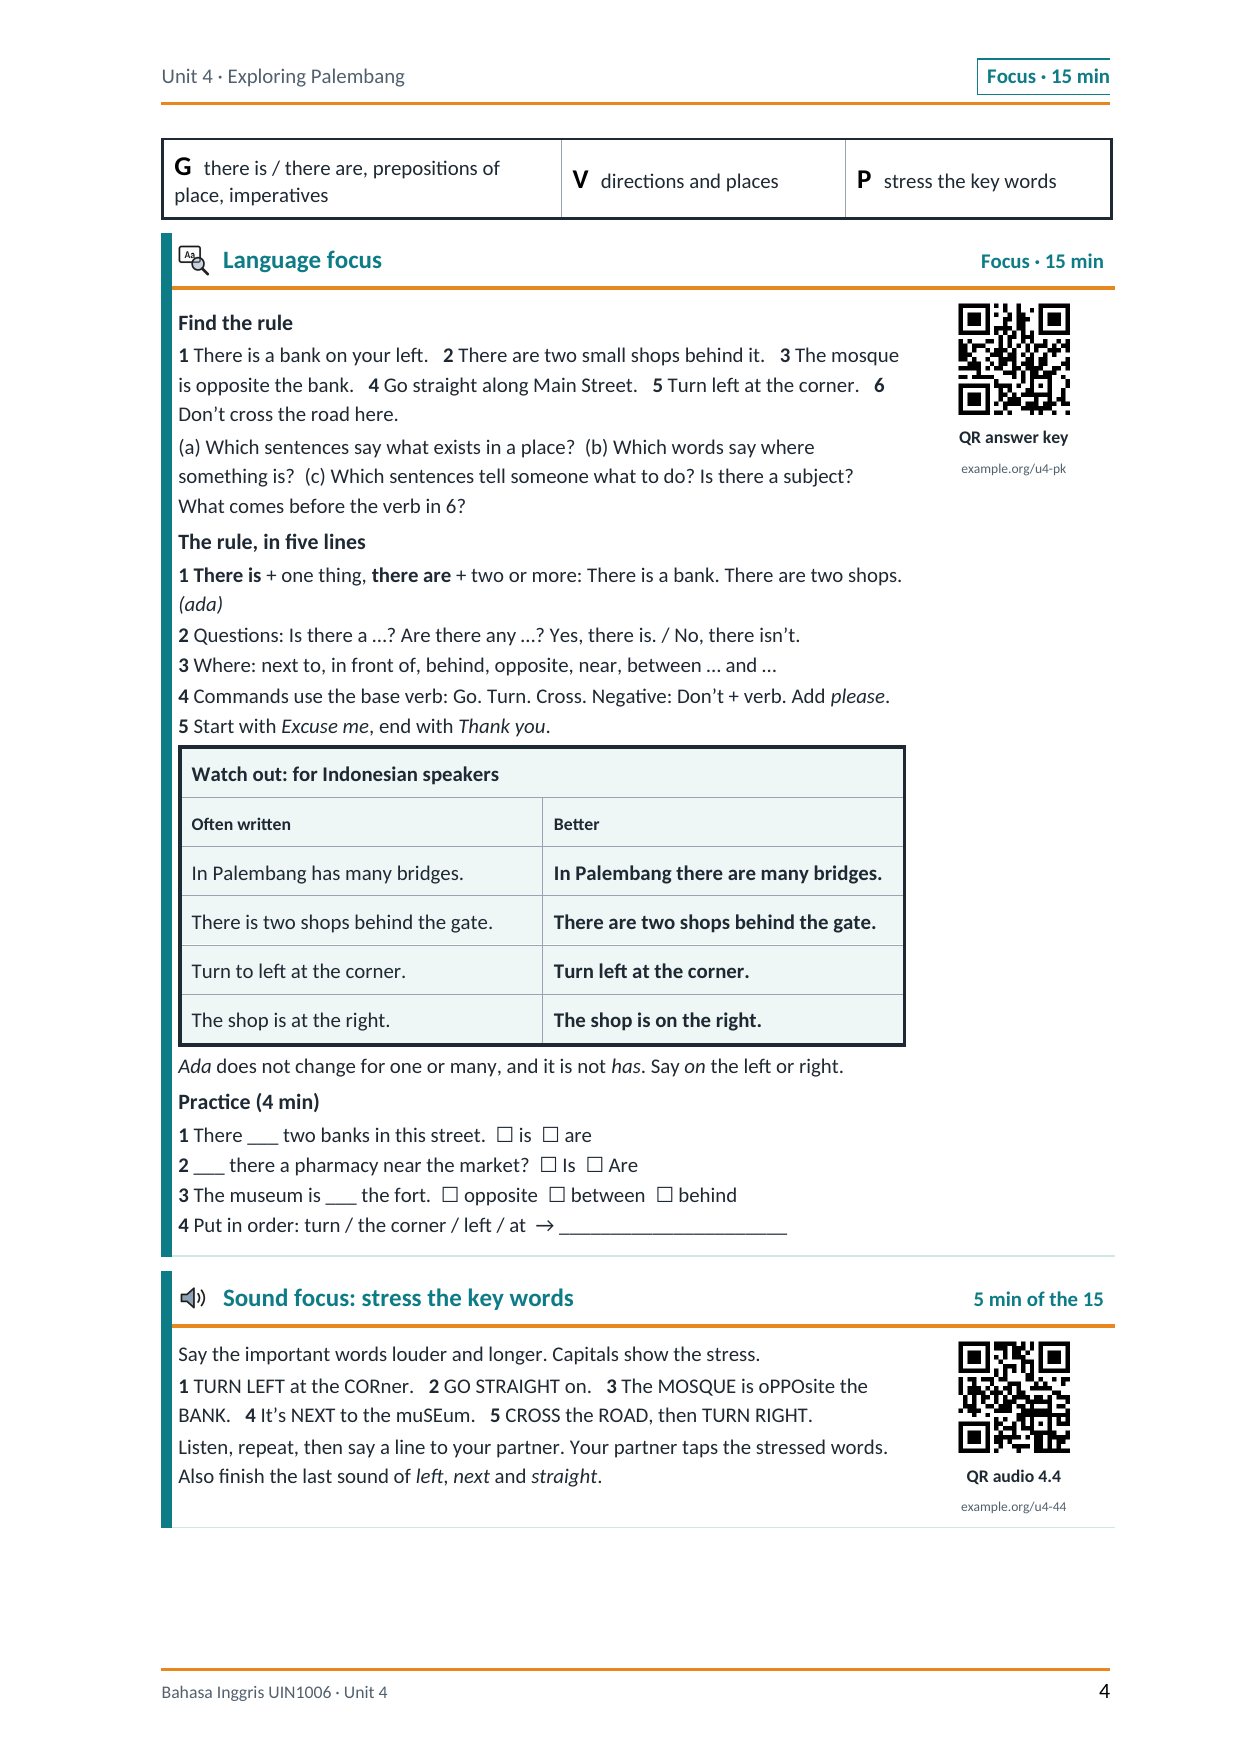 Unit 4 · Exploring Palembang
Focus · 15 min
G there is / there are, prepositions of
place, imperatives
V directions and places
P stress the key words
Aa
Language focus
Focus · 15 min
Find the rule
1 There is a bank on your left. 2 There are two small shops behind it. 3 The mosque
is opposite the bank. 4 Go straight along Main Street. 5 Turn left at the corner. 6
Don’t cross the road here.
(a) Which sentences say what exists in a place? (b) Which words say where
something is? (c) Which sentences tell someone what to do? Is there a subject?
What comes before the verb in 6?
QR answer key
example.org/u4-pk
The rule, in five lines
1 There is + one thing, there are + two or more: There is a bank. There are two shops.
(ada)
2 Questions: Is there a …? Are there any …? Yes, there is. / No, there isn’t.
3 Where: next to, in front of, behind, opposite, near, between … and …
4 Commands use the base verb: Go. Turn. Cross. Negative: Don’t + verb. Add please.
5 Start with Excuse me, end with Thank you.
Watch out: for Indonesian speakers
Often written Better
In Palembang has many bridges. In Palembang there are many bridges.
There is two shops behind the gate. There are two shops behind the gate.
Turn to left at the corner. Turn left at the corner.
The shop is at the right. The shop is on the right.
Ada does not change for one or many, and it is not has. Say on the left or right.
Practice (4 min)
1 There ___ two banks in this street. ☐ is ☐ are
2 ___ there a pharmacy near the market? ☐ Is ☐ Are
3 The museum is ___ the fort. ☐ opposite ☐ between ☐ behind
4 Put in order: turn / the corner / left / at → ______________________
Sound focus: stress the key words
5 min of the 15
Say the important words louder and longer. Capitals show the stress.
1 TURN LEFT at the CORner. 2 GO STRAIGHT on. 3 The MOSQUE is oPPOsite the
BANK. 4 It’s NEXT to the muSEum. 5 CROSS the ROAD, then TURN RIGHT.
Listen, repeat, then say a line to your partner. Your partner taps the stressed words.
Also finish the last sound of left, next and straight.
QR audio 4.4
example.org/u4-44
Bahasa Inggris UIN1006 · Unit 4
4